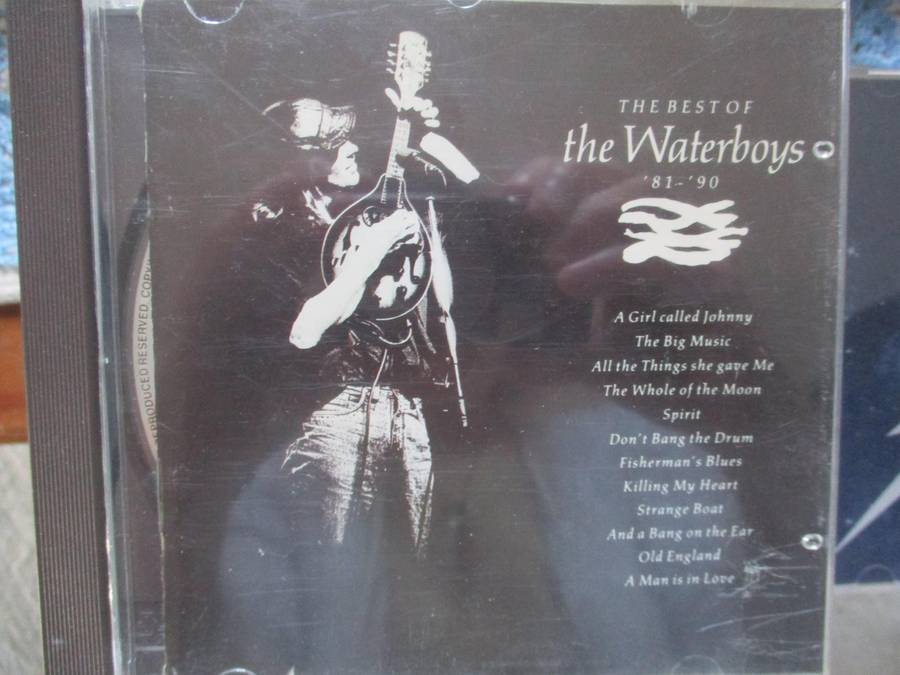 THE BEST OF
the Waterboys
'81-'90
A Girl called Johnny
The Big Music
All the Things she gave Me
The Whole of the Moon
Spirit
Don't Bang the Drum
Fisherman's Blues
Killing My Heart
Strange Boat
And a Bang on the Ear
Old England
A Man is in Love
PRODUCED RESERVED